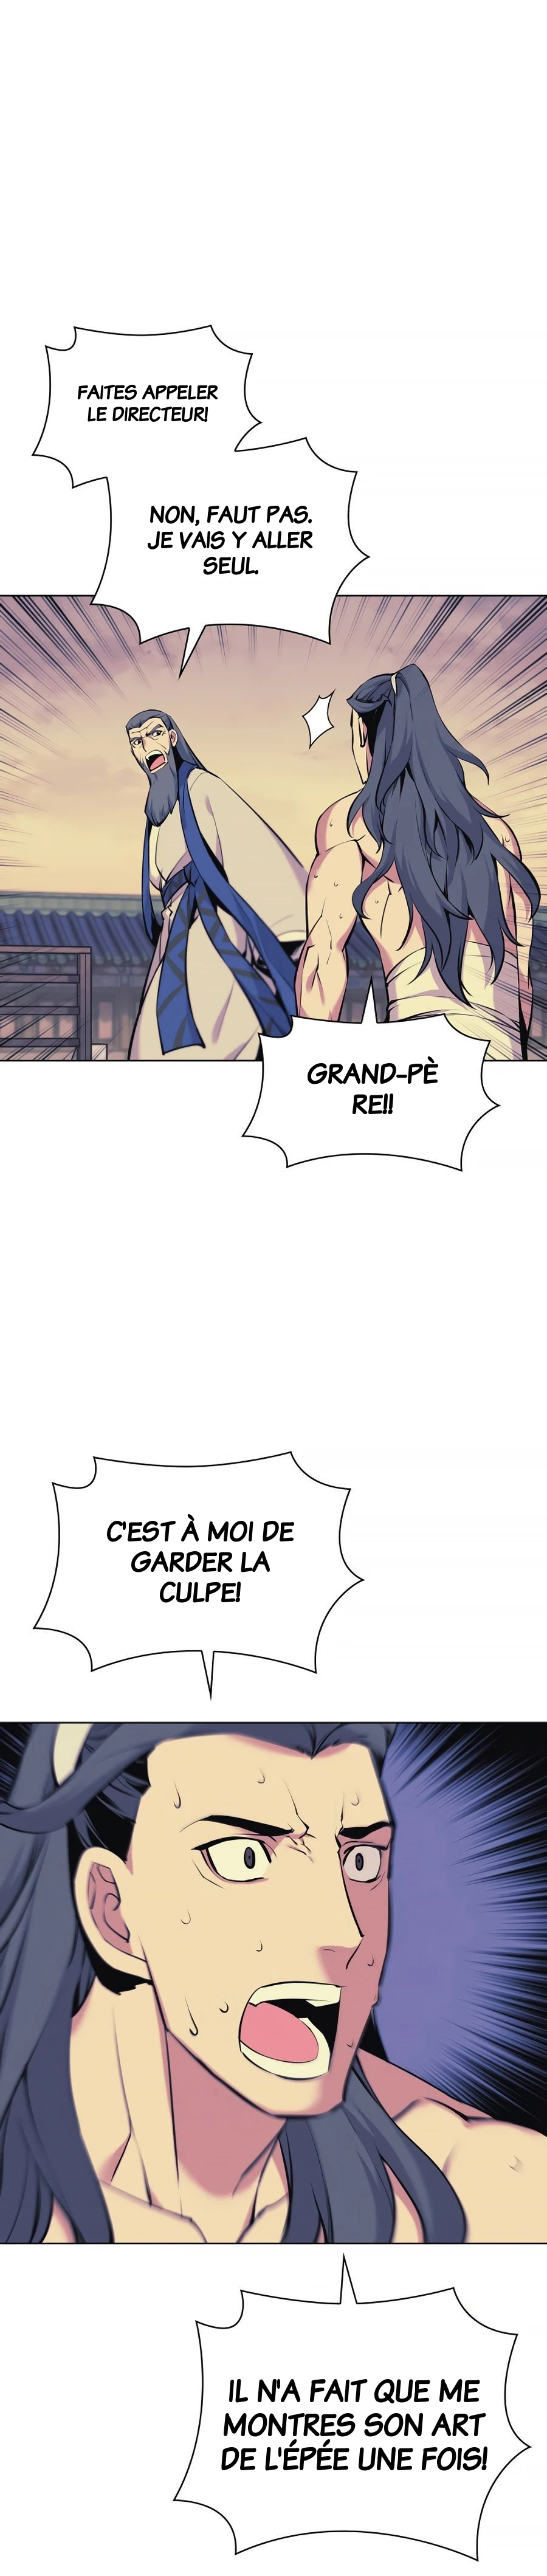 FAITES APPELER
LE DIRECTEUR!
NON, FAUT PAS.
JE VAIS Y ALLER
SEUL.
GRAND-PÈ
RE!!
C'EST À MOI DE
GARDER LA
CULPE!
IL N'A FAIT QUE ME
MONTRES SON ART
DE L'ÉPÉE UNE FOIS!